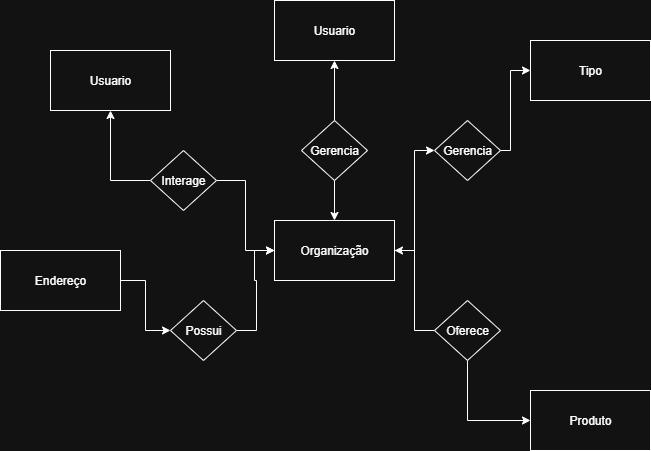 Usuario
Usuario
Tipo
Gerencia
Gerencia
Interage
Organização
Endereço
Possui
Oferece
Produto